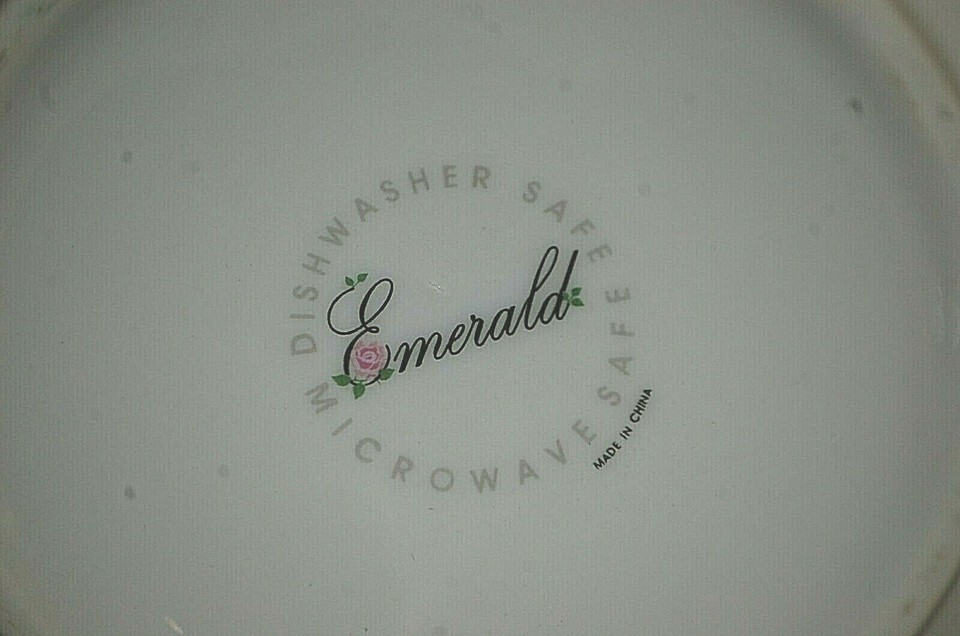 DISHWASHER SAFE
Emerald
MICROWAVE SAFE
MADE IN CHINA